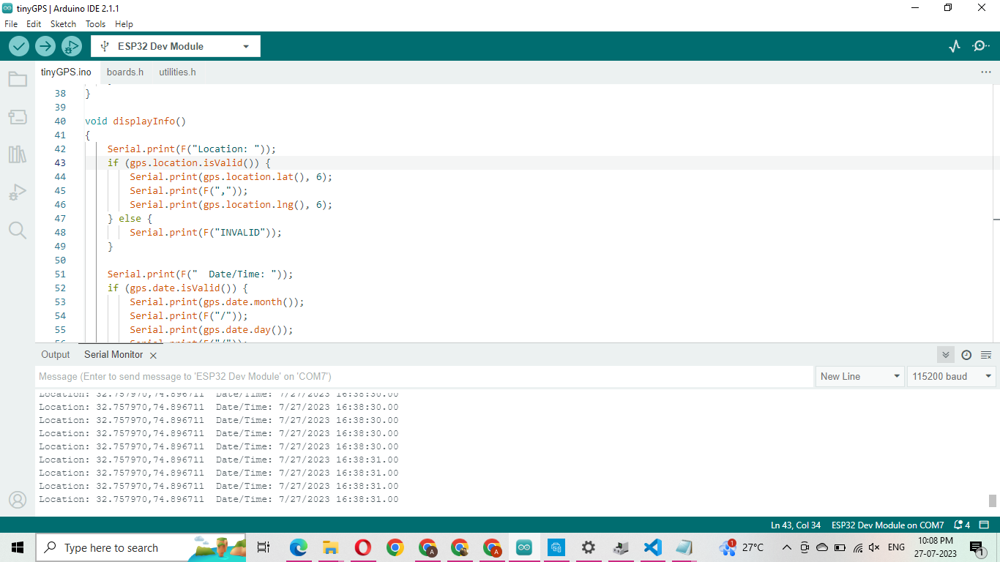 tinyGPS | Arduino IDE 2.1.1
File Edit Sketch Tools Help
ESP32 Dev Module
tinyGPS.ino boards.h utilities.h
38 }
39
40 void displayInfo()
41 {
42 Serial.print(F("Location: "));
43 if (gps.location.isValid()) {
44 Serial.print(gps.location.lat(), 6);
45 Serial.print(F(","));
46 Serial.print(gps.location.lng(), 6);
47 } else {
48 Serial.print(F("INVALID"));
49 }
50
51 Serial.print(F("  Date/Time: "));
52 if (gps.date.isValid()) {
53 Serial.print(gps.date.month());
54 Serial.print(F("/"));
55 Serial.print(gps.date.day());
56 Serial.print(F("/"));
Output Serial Monitor
Message (Enter to send message to 'ESP32 Dev Module' on 'COM7') New Line 115200 baud
Location: 32.757970,74.896711  Date/Time: 7/27/2023 16:38:30.00
Location: 32.757970,74.896711  Date/Time: 7/27/2023 16:38:30.00
Location: 32.757970,74.896711  Date/Time: 7/27/2023 16:38:30.00
Location: 32.757970,74.896711  Date/Time: 7/27/2023 16:38:30.00
Location: 32.757970,74.896711  Date/Time: 7/27/2023 16:38:30.00
Location: 32.757970,74.896711  Date/Time: 7/27/2023 16:38:31.00
Location: 32.757970,74.896711  Date/Time: 7/27/2023 16:38:31.00
Location: 32.757970,74.896711  Date/Time: 7/27/2023 16:38:31.00
Location: 32.757970,74.896711  Date/Time: 7/27/2023 16:38:31.00
Ln 43, Col 34 ESP32 Dev Module on COM7 4
Type here to search
A
A
1
27°C
ENG
10:08 PM
27-07-2023
1